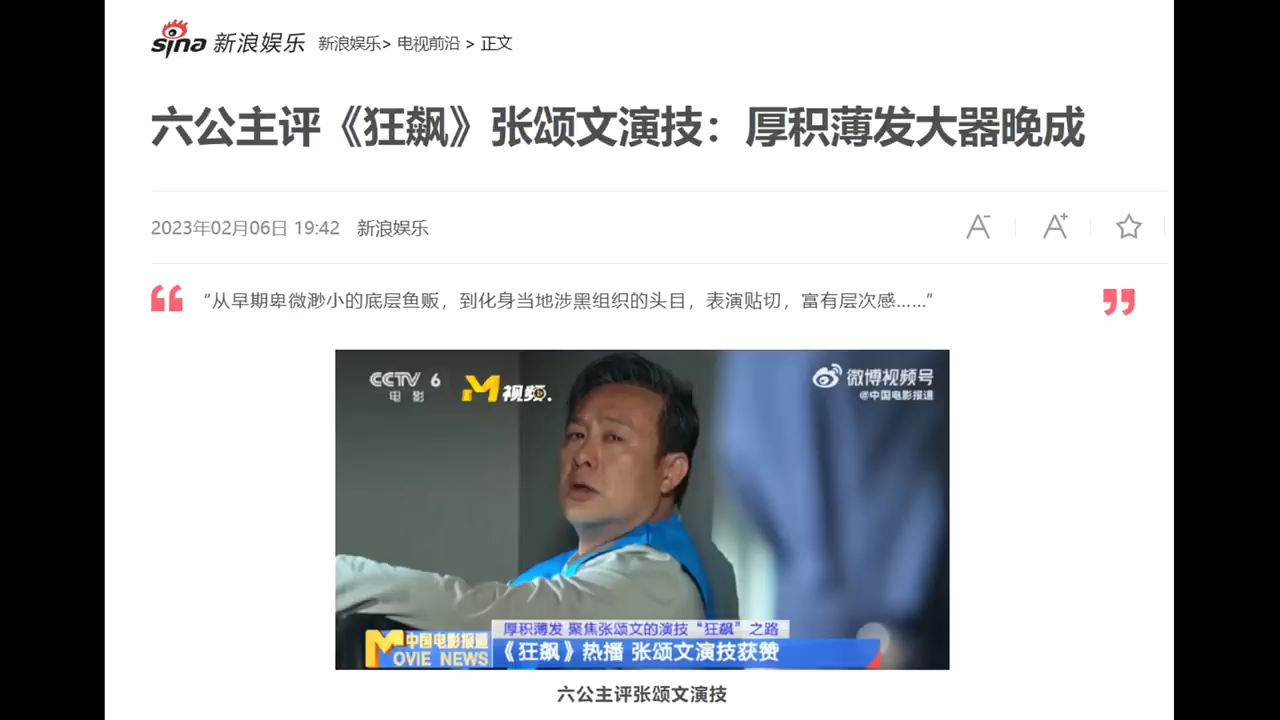 sina 新浪娱乐 新浪娱乐> 电视前沿 > 正文
六公主评《狂飙》张颂文演技：厚积薄发大器晚成
2023年02月06日 19:42 新浪娱乐 A- A+
“从早期卑微渺小的底层鱼贩，到化身当地涉黑组织的头目，表演贴切，富有层次感……”
CCTV 6
电影
M视频.
微博视频号
@中国电影报道
厚积薄发 聚焦张颂文的演技“狂飙”之路
中国电影报道
MOVIE NEWS
《狂飙》热播 张颂文演技获赞
六公主评张颂文演技